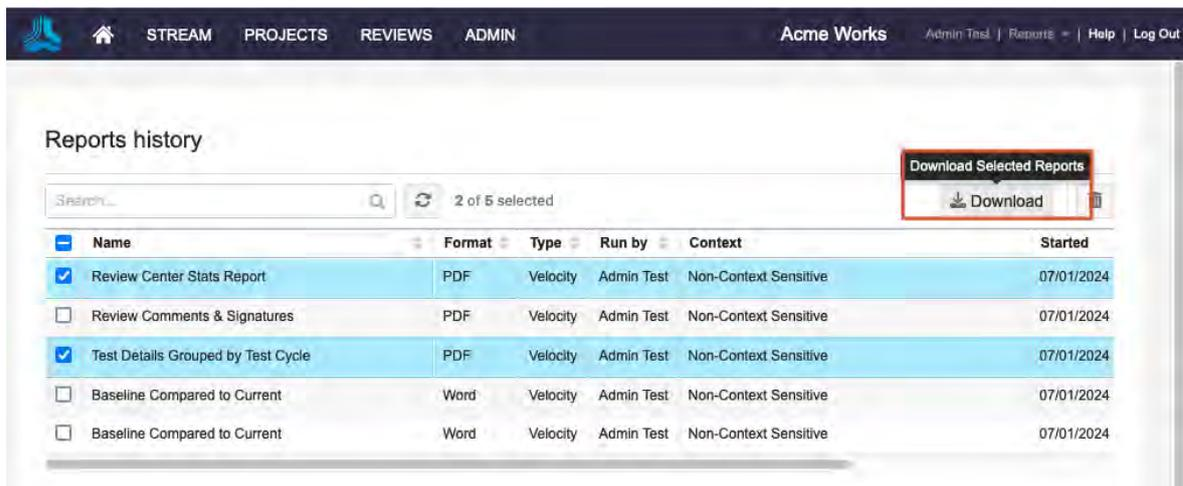 STREAM PROJECTS REVIEWS ADMIN Acme Works Admin Test | Reports | Help | Log Out
Reports history
Download Selected Reports
Search... 2 of 5 selected Download
Name Format Type Run by Context Started
Review Center Stats Report PDF Velocity Admin Test Non-Context Sensitive 07/01/2024
Review Comments & Signatures PDF Velocity Admin Test Non-Context Sensitive 07/01/2024
Test Details Grouped by Test Cycle PDF Velocity Admin Test Non-Context Sensitive 07/01/2024
Baseline Compared to Current Word Velocity Admin Test Non-Context Sensitive 07/01/2024
Baseline Compared to Current Word Velocity Admin Test Non-Context Sensitive 07/01/2024